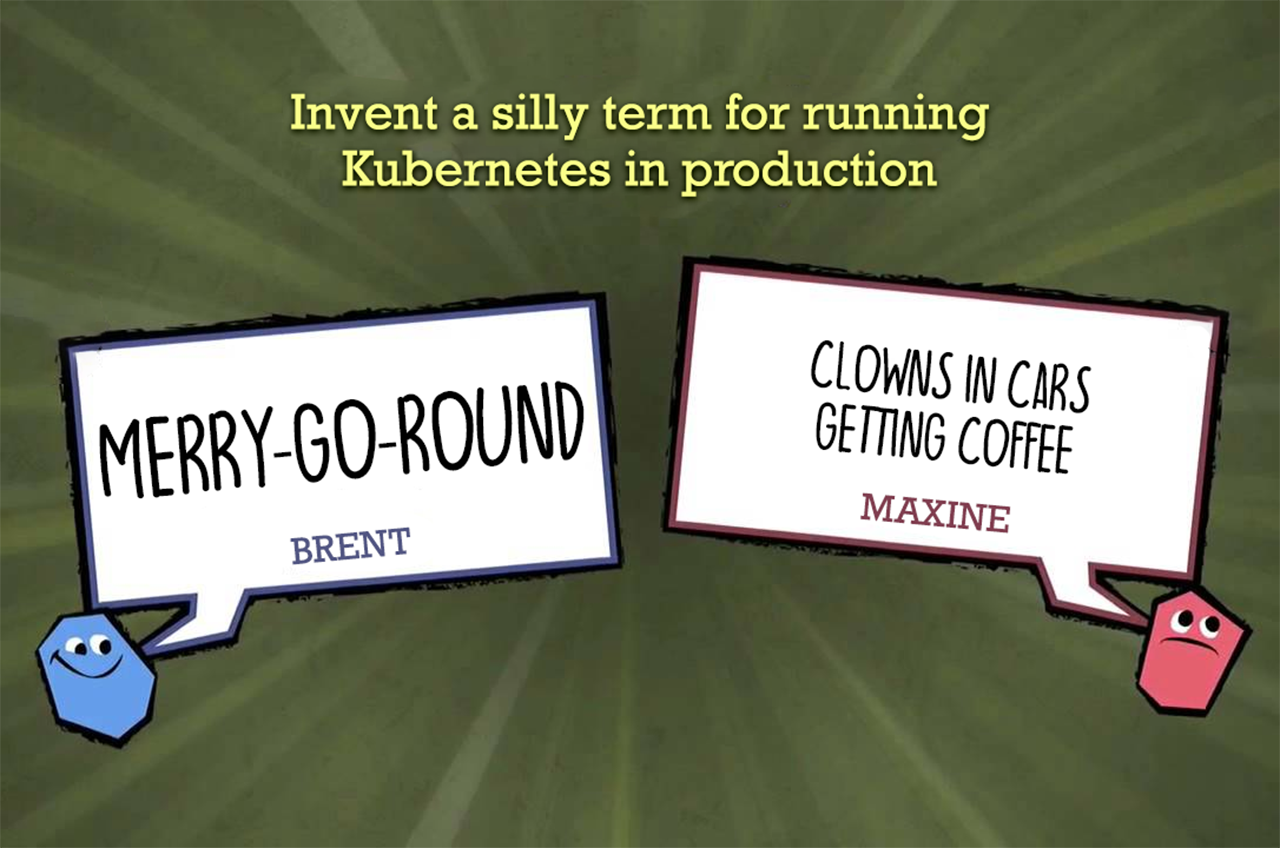 Invent a silly term for running
Kubernetes in production
MERRY-GO-ROUND
BRENT
CLOWNS IN CARS
GETTING COFFEE
MAXINE